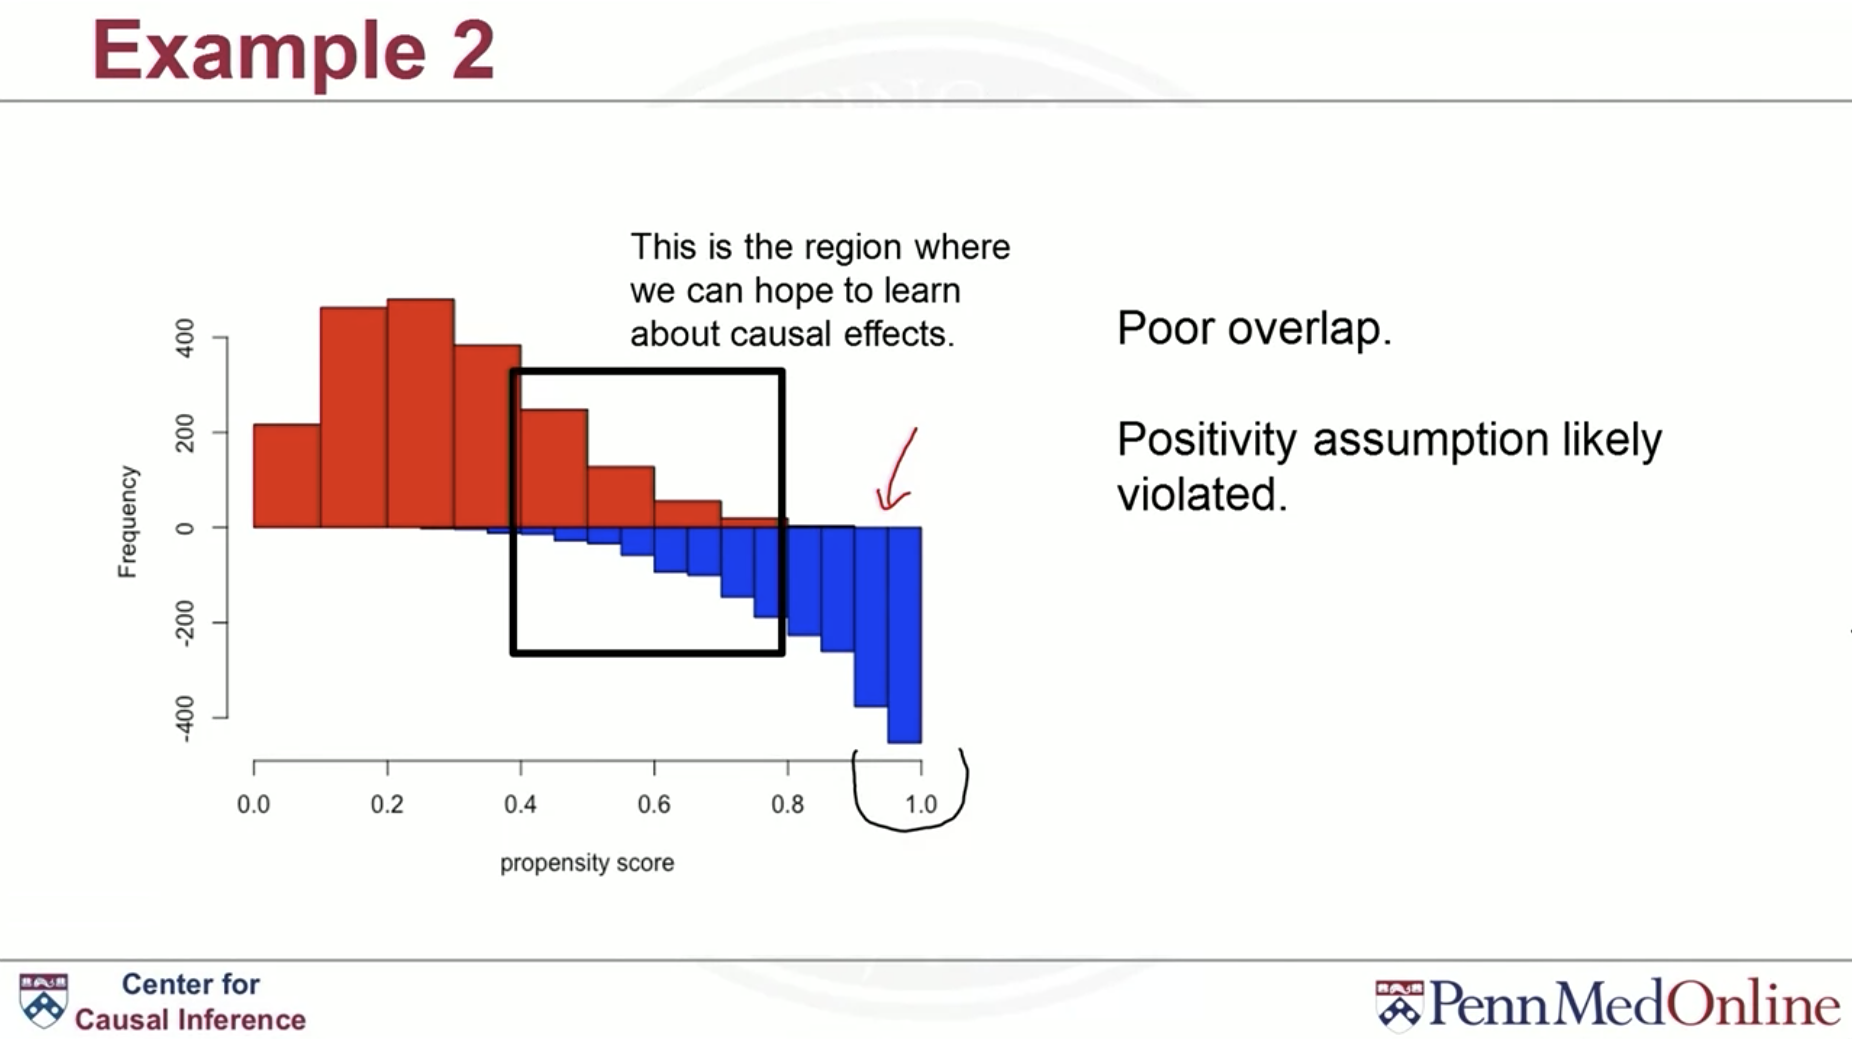 Example 2
This is the region where
we can hope to learn
about causal effects.
Poor overlap.
Positivity assumption likely
violated.
400
200
0
-200
-400
Frequency
0.0 0.2 0.4 0.6 0.8 1.0
propensity score
Center for
Causal Inference
PennMedOnline